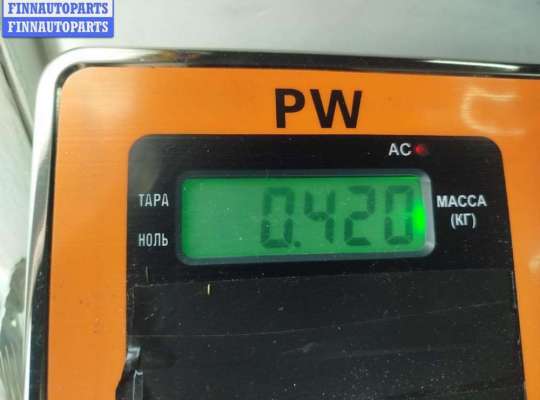 FINNAUTOPARTS
FINNAUTOPARTS
PW
AC
ТАРА
НОЛЬ
0.420
МАССА
(КГ)